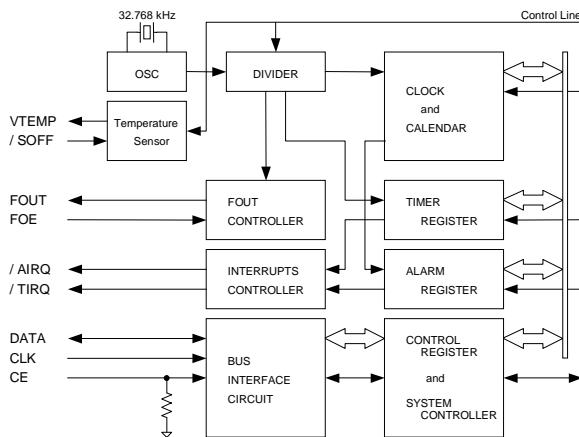 32.768 kHz
Control Line
OSC
DIVIDER
CLOCK
and
CALENDAR
VTEMP
/ SOFF
Temperature
Sensor
FOUT
FOE
FOUT
CONTROLLER
TIMER
REGISTER
/ AIRQ
/ TIRQ
INTERRUPTS
CONTROLLER
ALARM
REGISTER
DATA
CLK
CE
BUS
INTERFACE
CIRCUIT
CONTROL
REGISTER
and
SYSTEM
CONTROLLER